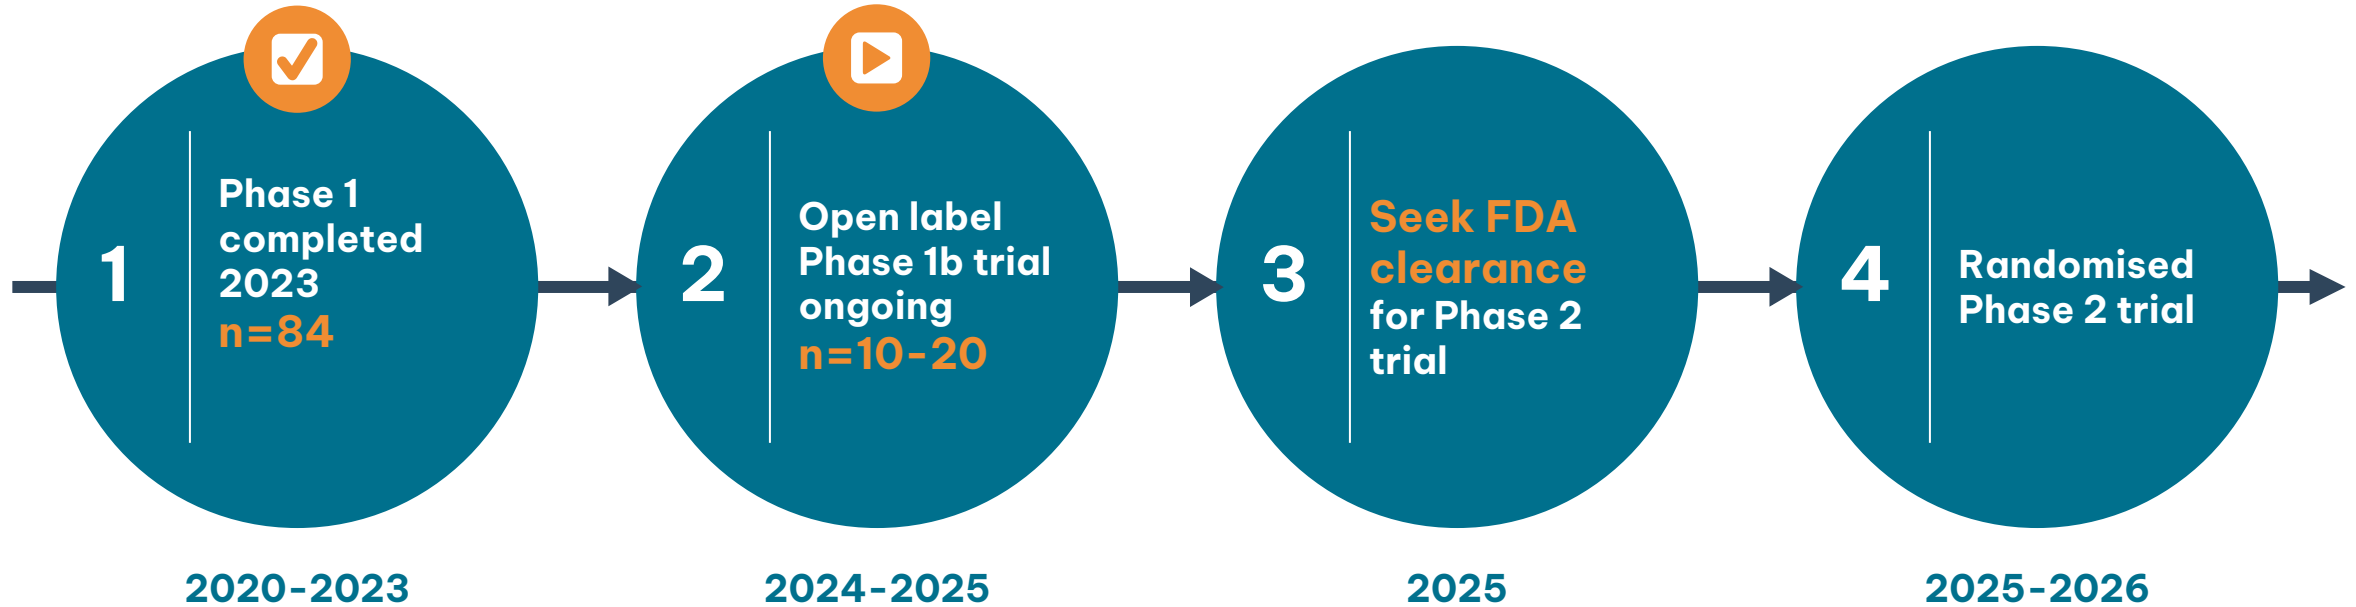 1
Phase 1
completed
2023
n=84
2020-2023
2
Open label
Phase 1b trial
ongoing
n=10-20
2024-2025
3
Seek FDA
clearance
for Phase 2
trial
2025
4
Randomised
Phase 2 trial
2025-2026